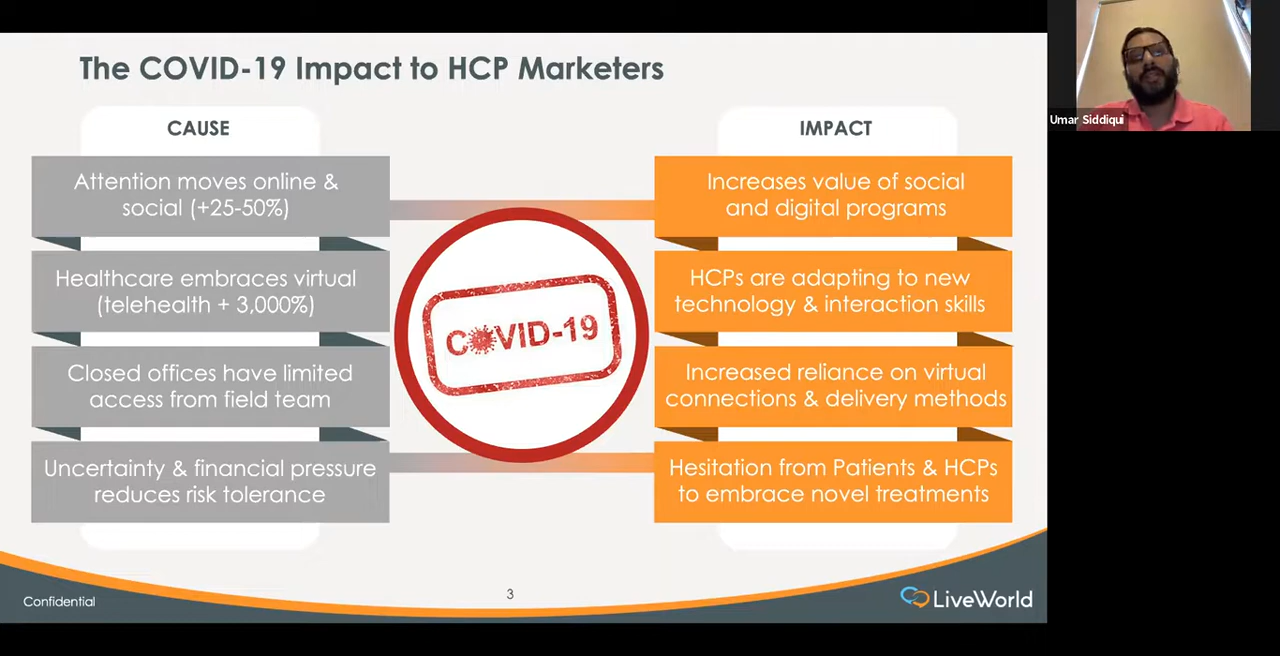 The COVID-19 Impact to HCP Marketers
CAUSE
Attention moves online &
social (+25-50%)
Healthcare embraces virtual
(telehealth + 3,000%)
Closed offices have limited
access from field team
Uncertainty & financial pressure
reduces risk tolerance
COVID-19
IMPACT
Increases value of social
and digital programs
HCPs are adapting to new
technology & interaction skills
Increased reliance on virtual
connections & delivery methods
Hesitation from Patients & HCPs
to embrace novel treatments
Confidential
3
LiveWorld
Umar Siddiqui